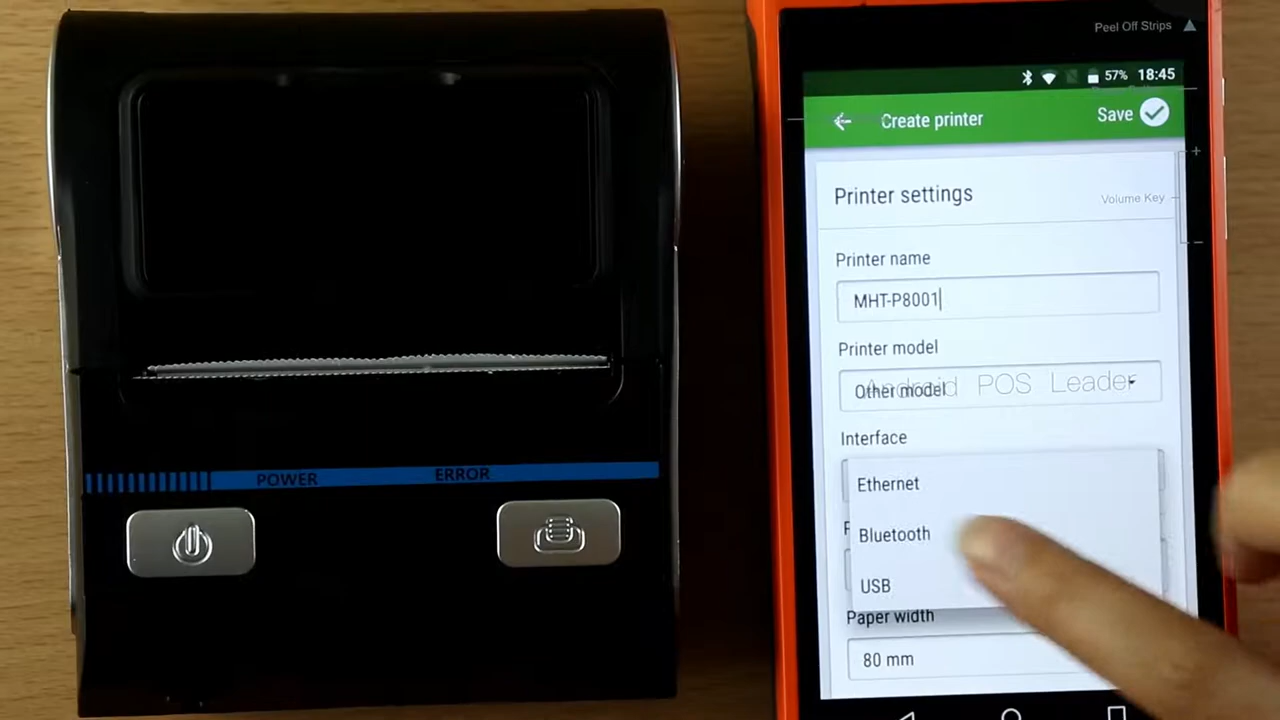 Peel Off Strips
57% 18:45
Create printer
Save
Printer settings
Volume Key
Printer name
MHT-P8001
Printer model
Other model
Android POS Leader
Interface
Ethernet
Bluetooth
USB
Paper width
80 mm
POWER
ERROR